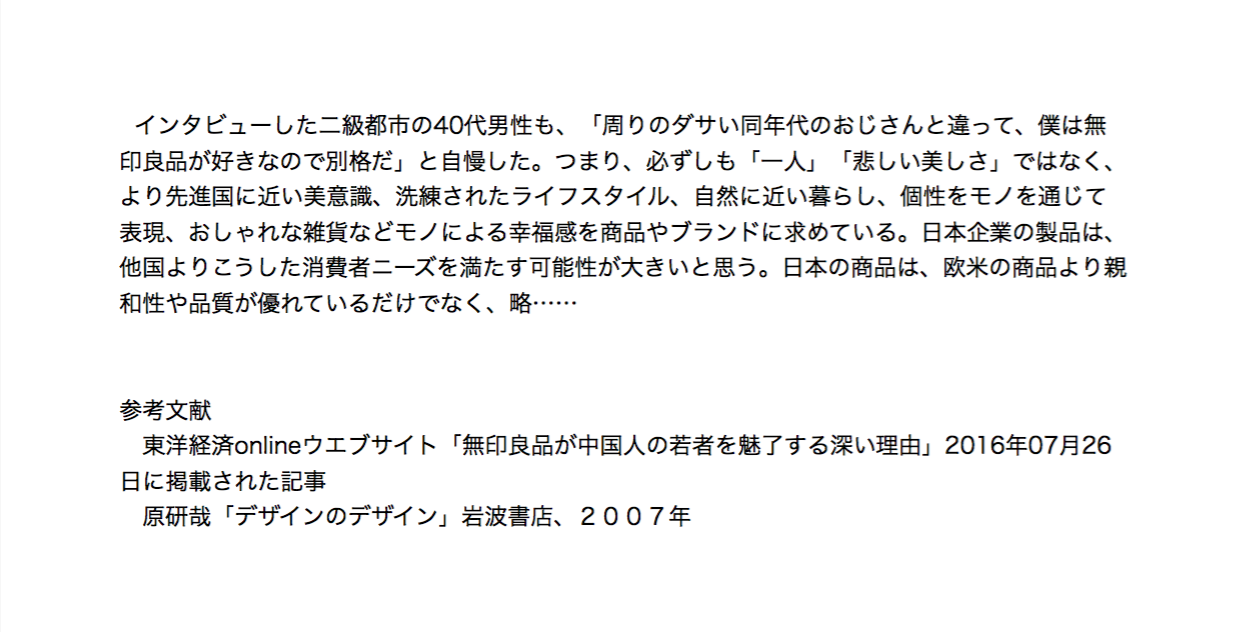 インタビューした二級都市の40代男性も、「周りのダサい同年代のおじさんと違って、僕は無
印良品が好きなので別格だ」と自慢した。つまり、必ずしも「一人」「悲しい美しさ」ではなく、
より先進国に近い美意識、洗練されたライフスタイル、自然に近い暮らし、個性をモノを通じて
表現、おしゃれな雑貨などモノによる幸福感を商品やブランドに求めている。日本企業の製品は、
他国よりこうした消費者ニーズを満たす可能性が大きいと思う。日本の商品は、欧米の商品より親
和性や品質が優れているだけでなく、略……
参考文献
東洋経済onlineウエブサイト「無印良品が中国人の若者を魅了する深い理由」2016年07月26
日に掲載された記事
原研哉「デザインのデザイン」岩波書店、２００７年